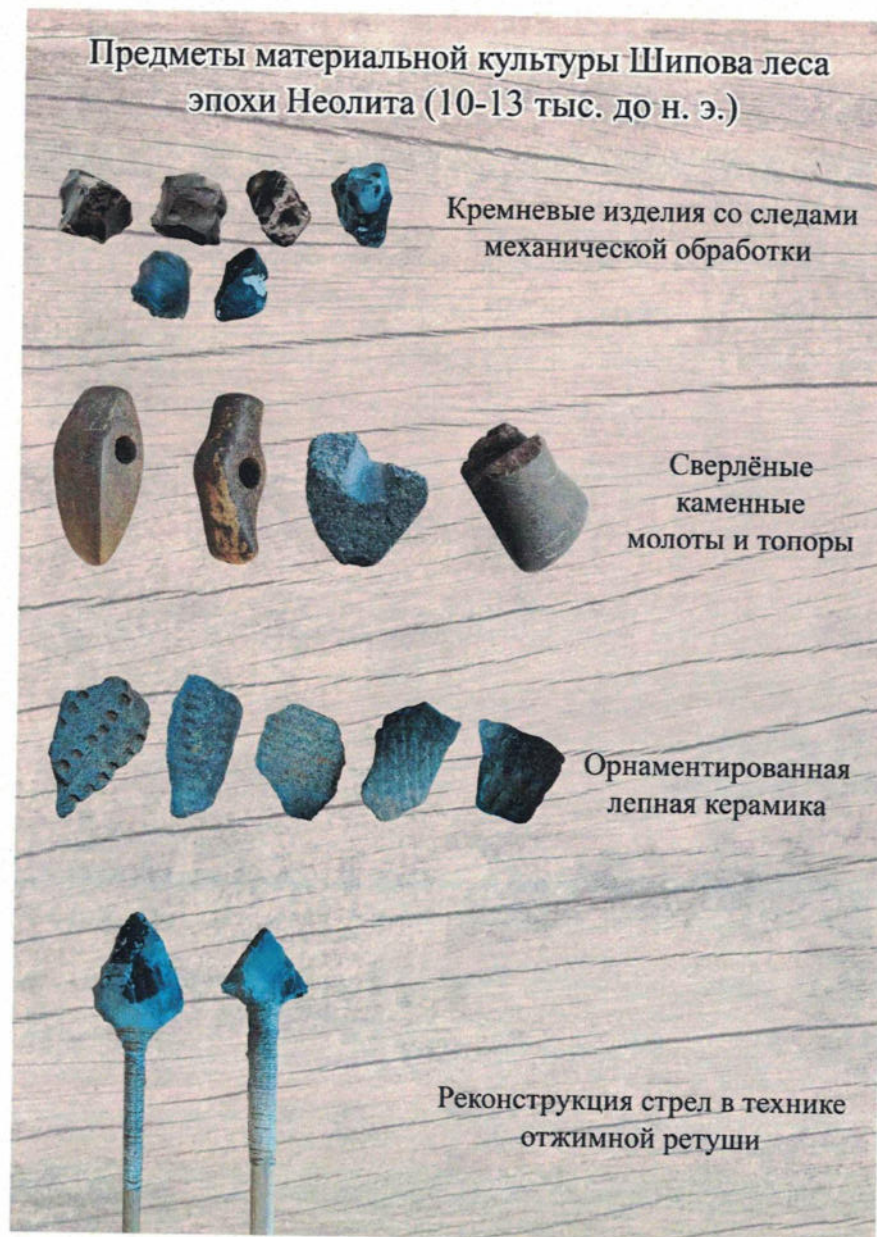 Предметы материальной культуры Шипова леса
эпохи Неолита (10-13 тыс. до н. э.)
Кремневые изделия со следами
механической обработки
Сверлёные
каменные
молоты и топоры
Орнаментированная
лепная керамика
Реконструкция стрел в технике
отжимной ретуши